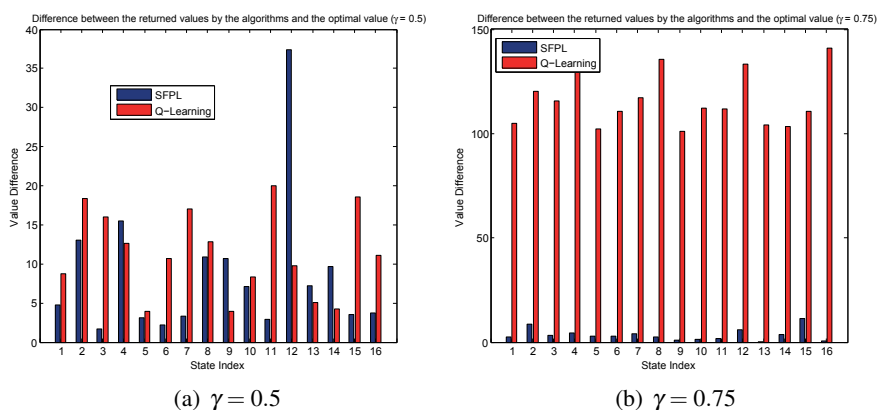 Difference between the returned values by the algorithms and the optimal value (γ = 0.5)
40
35
30
25
20
15
10
5
0
Value Difference
SFPL
Q−Learning
1 2 3 4 5 6 7 8 9 10 11 12 13 14 15 16
State Index
(a) γ = 0.5
Difference between the returned values by the algorithms and the optimal value (γ = 0.75)
150
100
50
0
Value Difference
SFPL
Q−Learning
1 2 3 4 5 6 7 8 9 10 11 12 13 14 15 16
State Index
(b) γ = 0.75